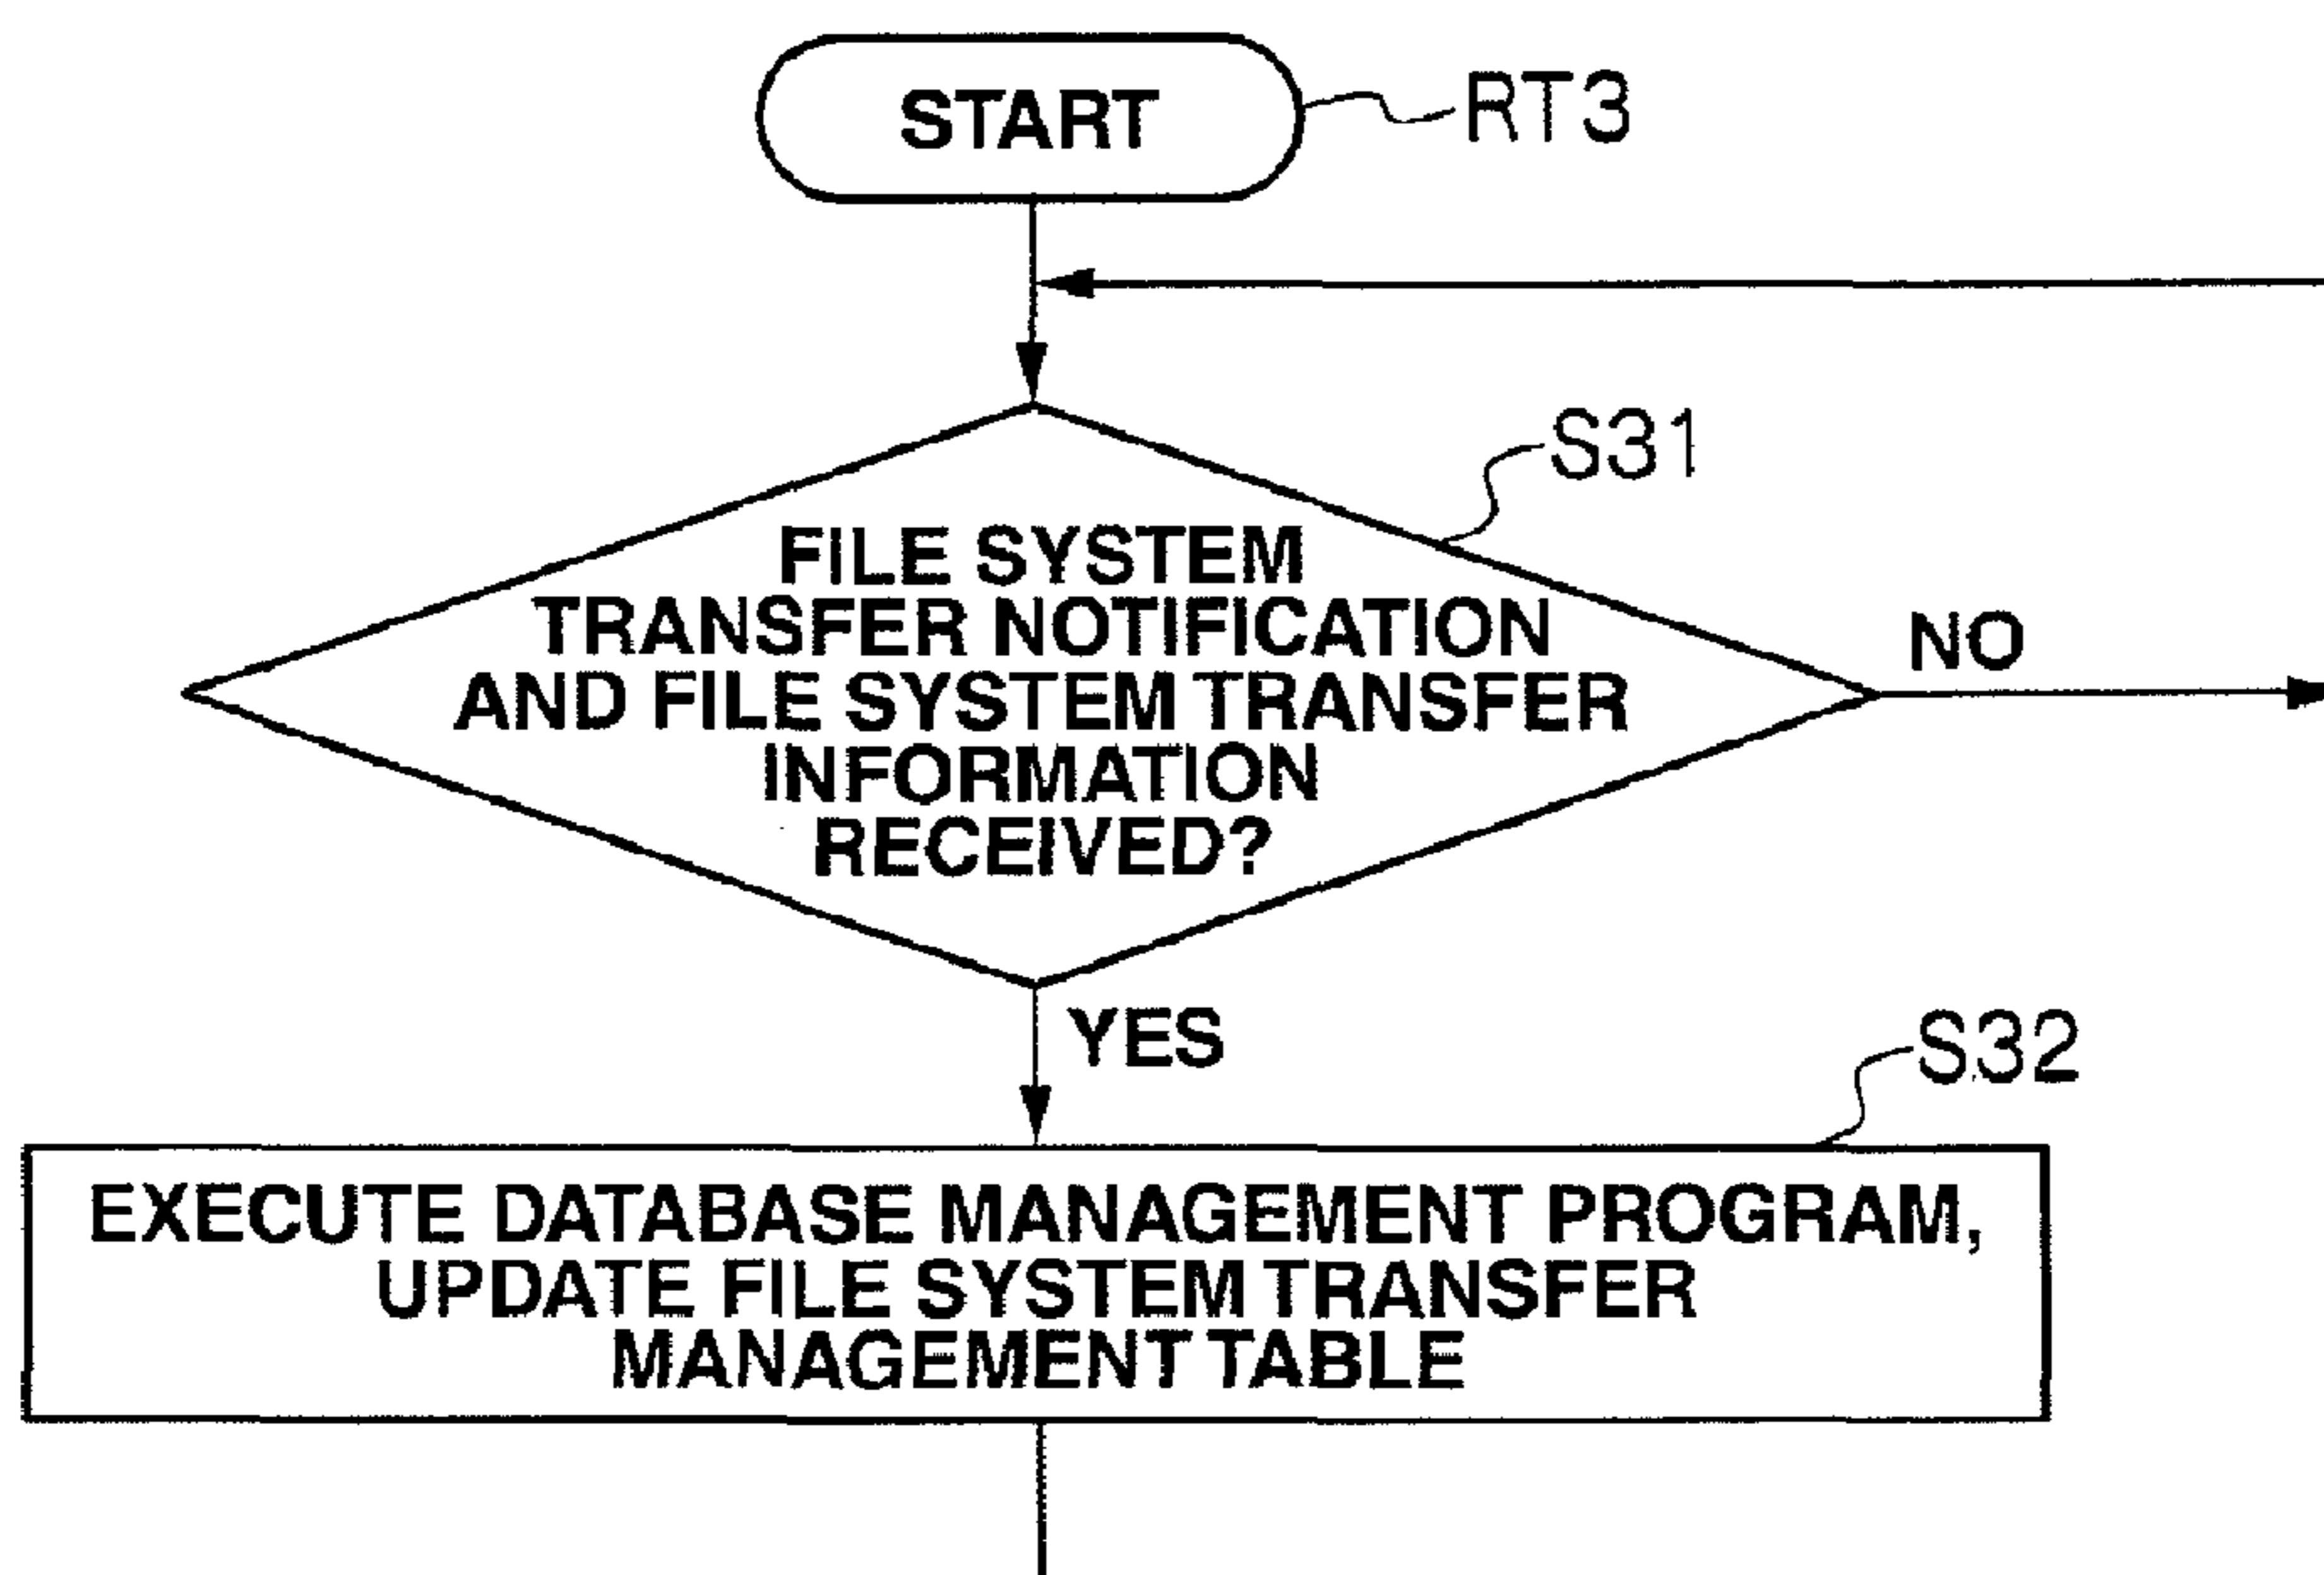 START
RT3
S31
FILE SYSTEM
TRANSFER NOTIFICATION
AND FILE SYSTEM TRANSFER
INFORMATION
RECEIVED?
NO
YES
S32
EXECUTE DATABASE MANAGEMENT PROGRAM,
UPDATE FILE SYSTEM TRANSFER
MANAGEMENT TABLE